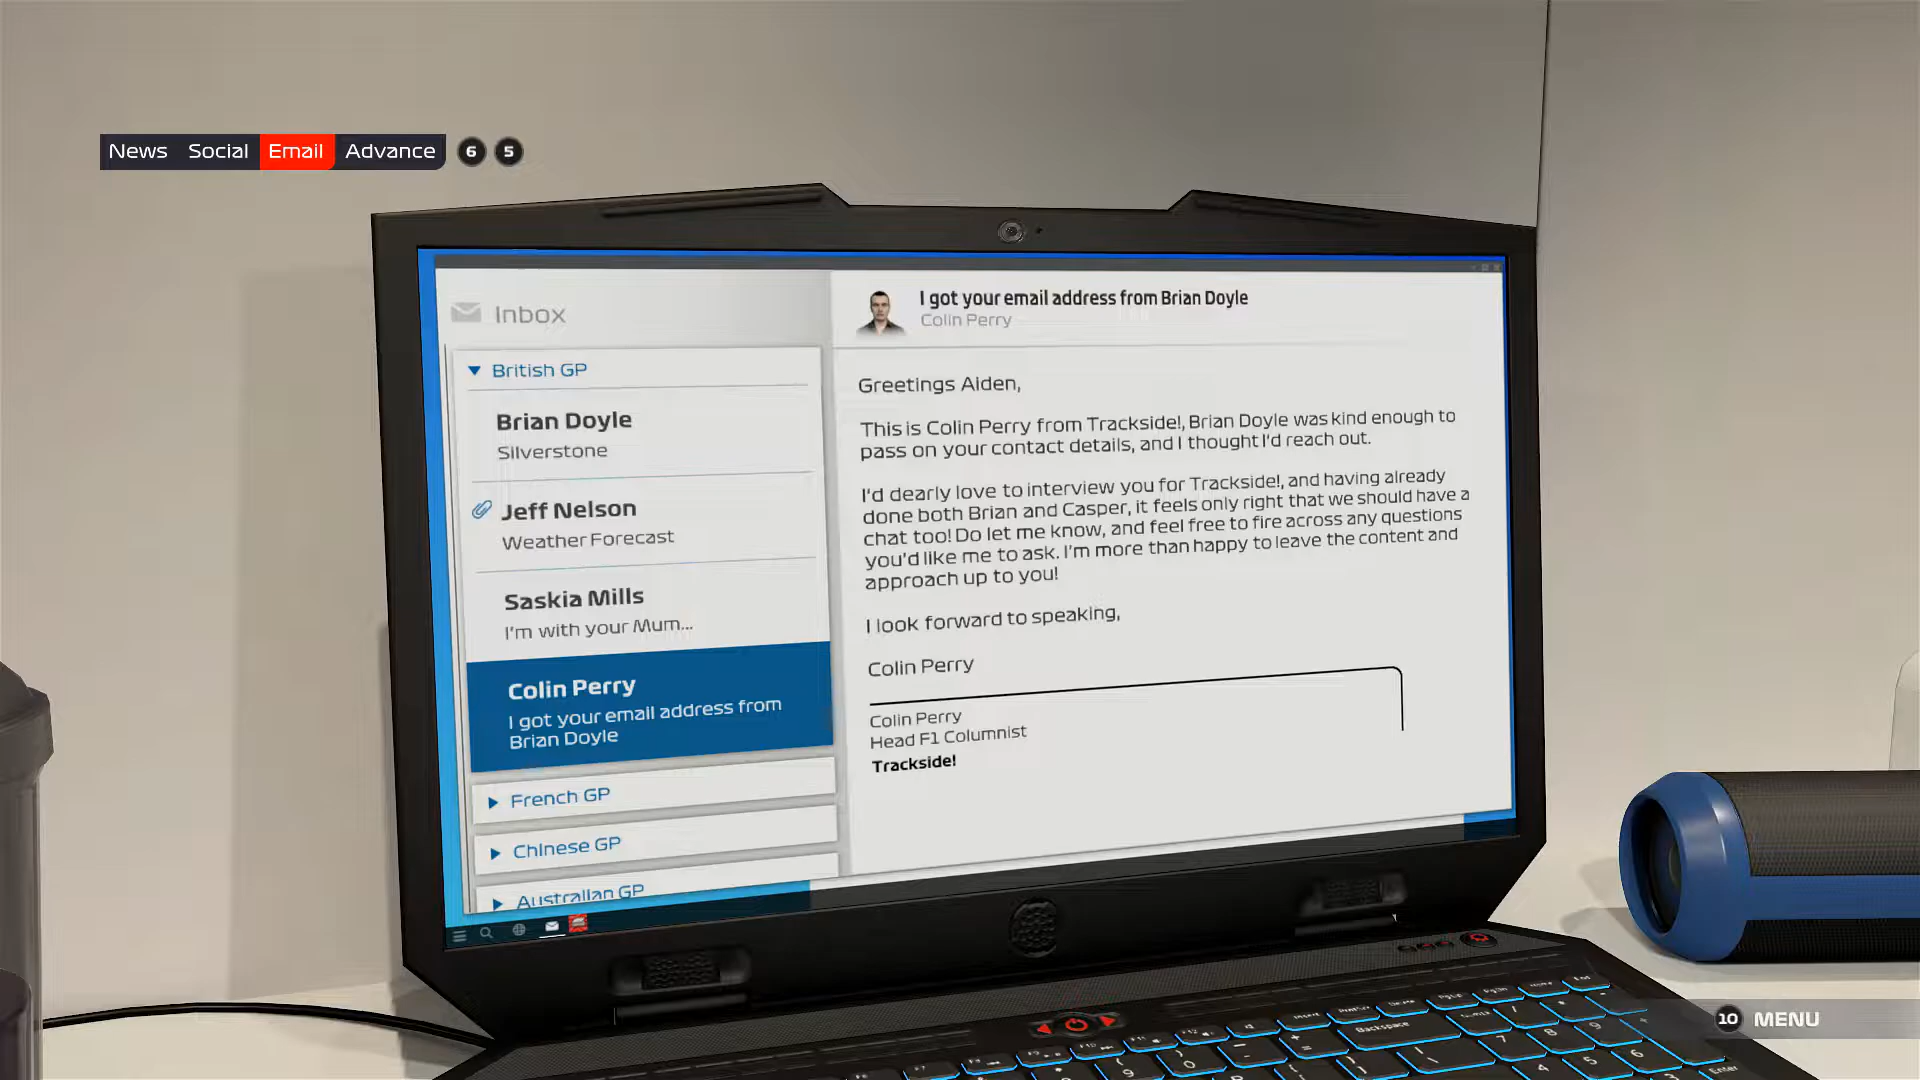 News Social Email Advance 6 5
Inbox
British GP
Brian Doyle
Silverstone
Jeff Nelson
Weather Forecast
Saskia Mills
I'm with your Mum...
Colin Perry
I got your email address from
Brian Doyle
French GP
Chinese GP
Australian GP
I got your email address from Brian Doyle
Colin Perry
Greetings Aiden,
This is Colin Perry from Trackside!, Brian Doyle was kind enough to
pass on your contact details, and I thought I'd reach out.
I'd dearly love to interview you for Trackside!, and having already
done both Brian and Casper, it feels only right that we should have a
chat too! Do let me know, and feel free to fire across any questions
you'd like me to ask. I'm more than happy to leave the content and
approach up to you!
I look forward to speaking,
Colin Perry
Colin Perry
Head F1 Columnist
Trackside!
Backspace
Enter
10 MENU